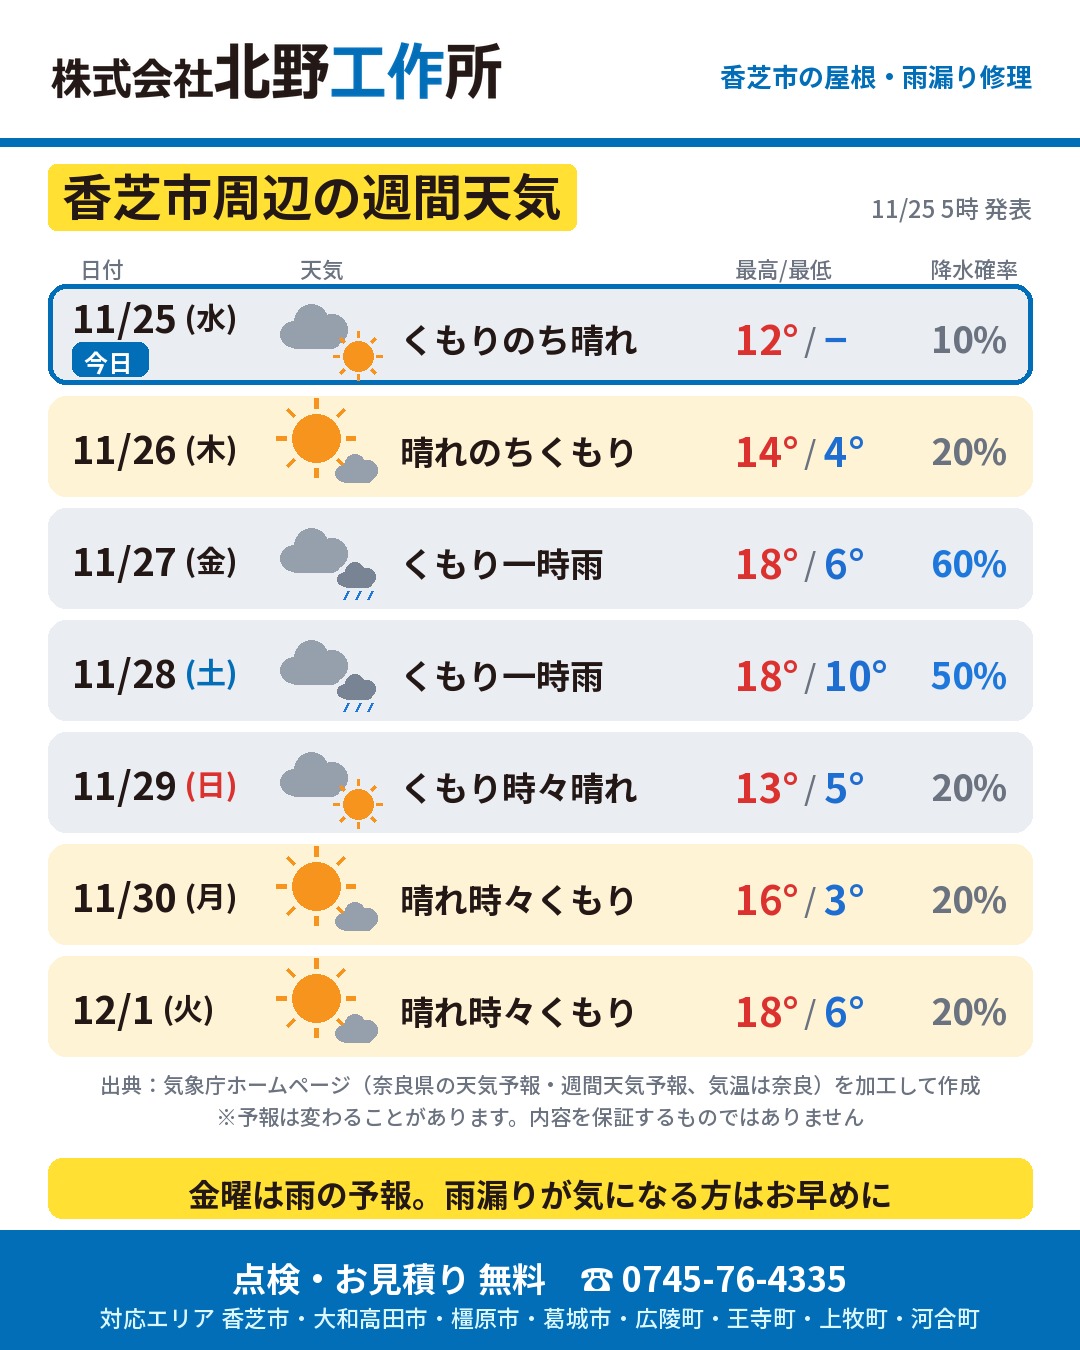 株式会社北野工作所
香芝市の屋根・雨漏り修理
香芝市周辺の週間天気
11/25 5時 発表
日付 天気 最高/最低 降水確率
11/25 (水) 今日 くもりのち晴れ 12° / − 10%
11/26 (木) 晴れのちくもり 14° / 4° 20%
11/27 (金) くもり一時雨 18° / 6° 60%
11/28 (土) くもり一時雨 18° / 10° 50%
11/29 (日) くもり時々晴れ 13° / 5° 20%
11/30 (月) 晴れ時々くもり 16° / 3° 20%
12/1 (火) 晴れ時々くもり 18° / 6° 20%
出典：気象庁ホームページ（奈良県の天気予報・週間天気予報、気温は奈良）を加工して作成
※予報は変わることがあります。内容を保証するものではありません
金曜は雨の予報。雨漏りが気になる方はお早めに
点検・お見積り 無料 ☎ 0745-76-4335
対応エリア 香芝市・大和高田市・橿原市・葛城市・広陵町・王寺町・上牧町・河合町